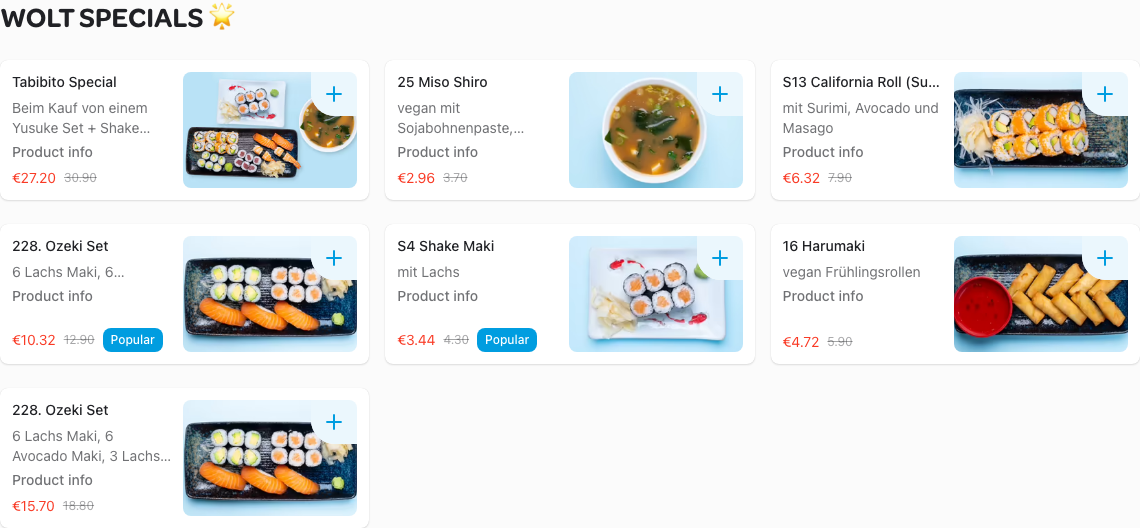 WOLT SPECIALS 🌟
Tabibito Special
Beim Kauf von einem
Yusuke Set + Shake...
Product info
€27.20 30.90
25 Miso Shiro
vegan mit
Sojabohnenpaste,...
Product info
€2.96 3.70
S13 California Roll (Su...
mit Surimi, Avocado und
Masago
Product info
€6.32 7.90
228. Ozeki Set
6 Lachs Maki, 6...
Product info
€10.32 12.90 Popular
S4 Shake Maki
mit Lachs
Product info
€3.44 4.30 Popular
16 Harumaki
vegan Frühlingsrollen
Product info
€4.72 5.90
228. Ozeki Set
6 Lachs Maki, 6
Avocado Maki, 3 Lachs...
Product info
€15.70 18.80